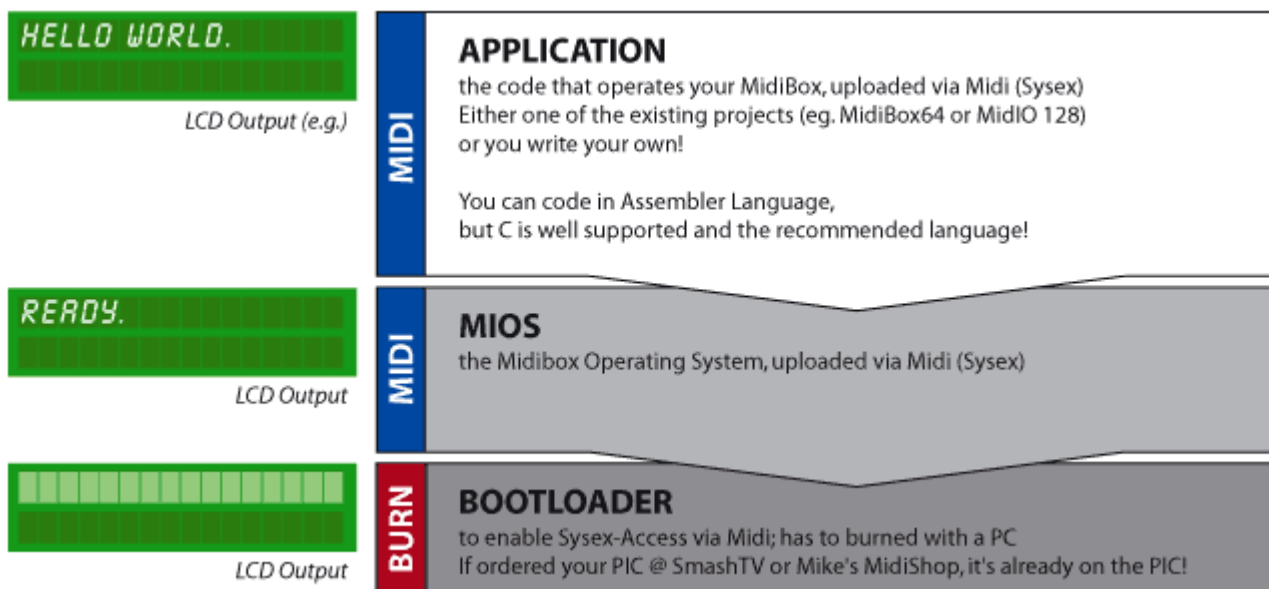 HELLO WORLD.
LCD Output (e.g.)
MIDI
APPLICATION
the code that operates your MidiBox, uploaded via Midi (Sysex)
Either one of the existing projects (eg. MidiBox64 or MidIO 128)
or you write your own!
You can code in Assembler Language,
but C is well supported and the recommended language!
READY.
LCD Output
MIDI
MIOS
the Midibox Operating System, uploaded via Midi (Sysex)
LCD Output
BURN
BOOTLOADER
to enable Sysex-Access via Midi; has to burned with a PC
If ordered your PIC @ SmashTV or Mike's MidiShop, it's already on the PIC!